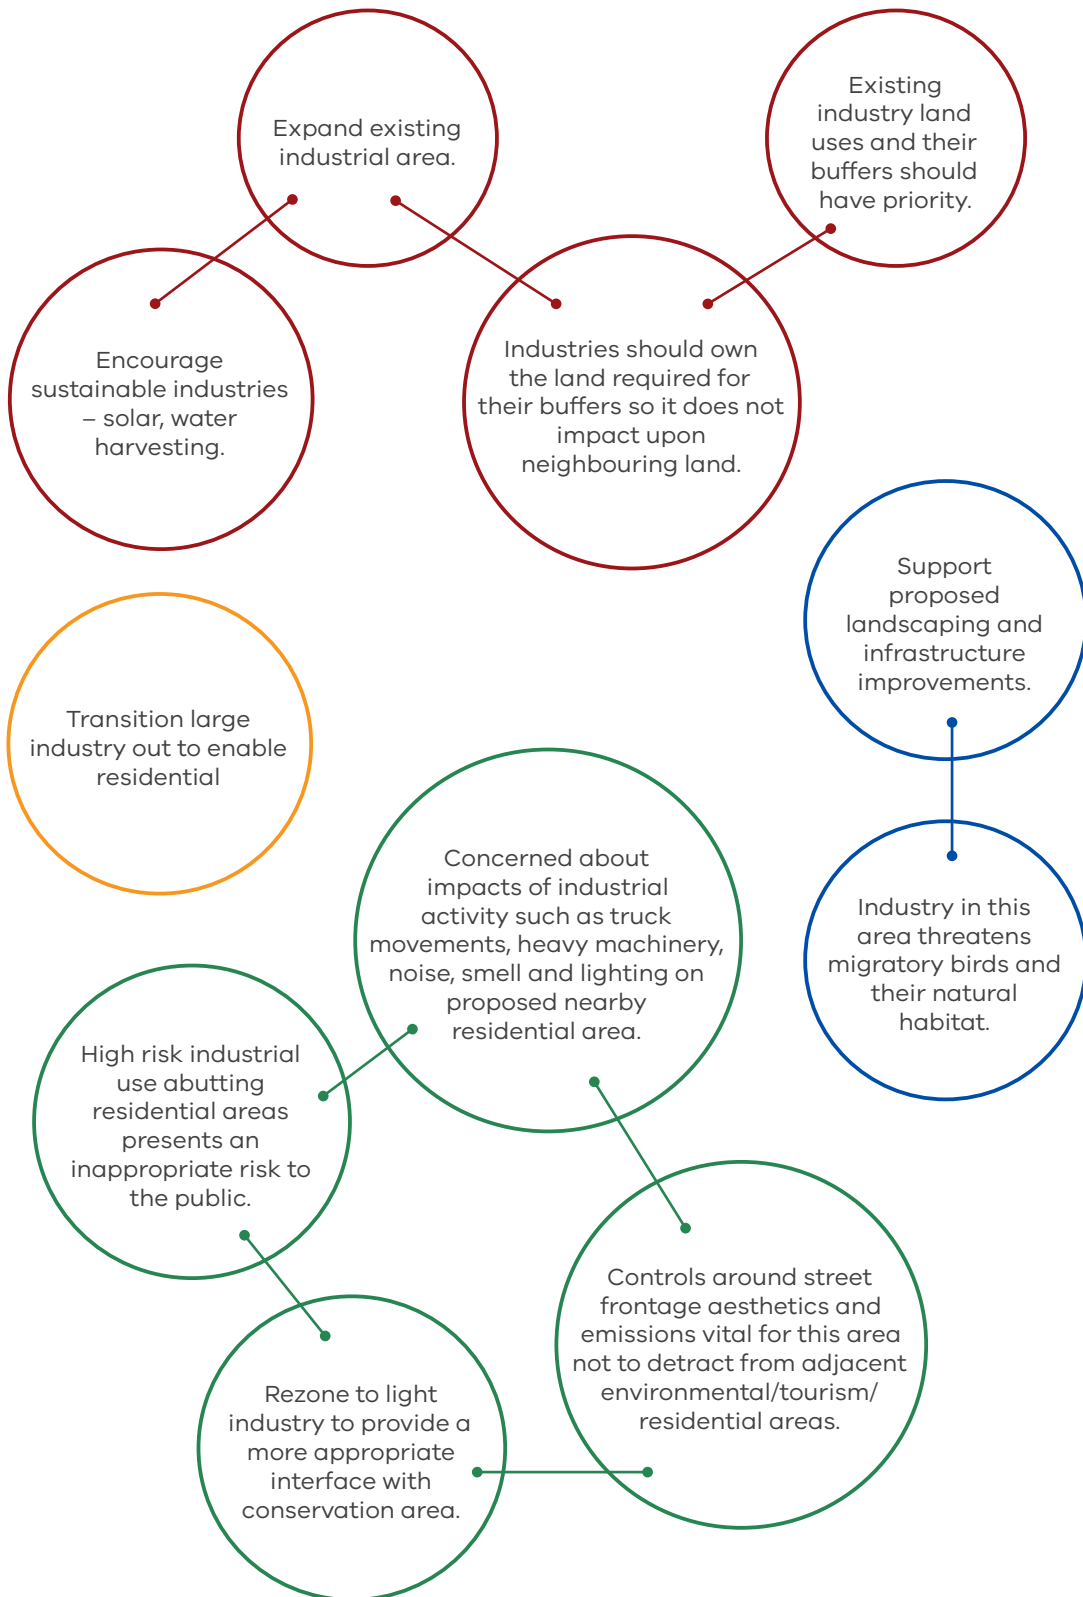 Expand existing
industrial area.
Existing
industry land
uses and their
buffers should
have priority.
Encourage
sustainable industries
– solar, water
harvesting.
Industries should own
the land required for
their buffers so it does not
impact upon
neighbouring land.
Support
proposed
landscaping and
infrastructure
improvements.
Transition large
industry out to enable
residential
Concerned about
impacts of industrial
activity such as truck
movements, heavy machinery,
noise, smell and lighting on
proposed nearby
residential area.
Industry in this
area threatens
migratory birds and
their natural
habitat.
High risk industrial
use abutting
residential areas
presents an
inappropriate risk to
the public.
Controls around street
frontage aesthetics and
emissions vital for this area
not to detract from adjacent
environmental/tourism/
residential areas.
Rezone to light
industry to provide a
more appropriate
interface with
conservation area.